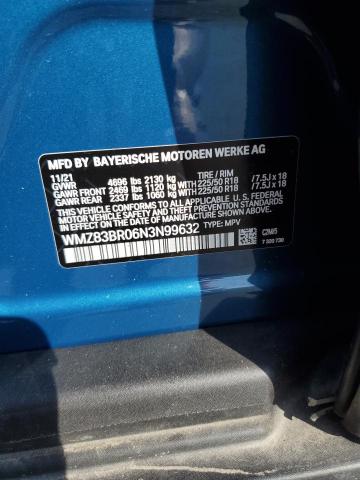 MFD BY BAYERISCHE MOTOREN WERKE AG
11/21 TIRE / RIM
GVWR 4696 lbs 2130 kg
GAWR FRONT 2469 lbs 1120 kg WITH 225/50 R18 /7.5J x 18
GAWR REAR 2337 lbs 1060 kg WITH 225/50 R18 /7.5J x 18
THIS VEHICLE CONFORMS TO ALL APPLICABLE U.S. FEDERAL
MOTOR VEHICLE SAFETY, BUMPER, AND THEFT
PREVENTION STANDARDS IN EFFECT ON THE
DATE OF MANUFACTURE SHOWN ABOVE.
WMZ83BR06N3N99632 TYPE: MPV